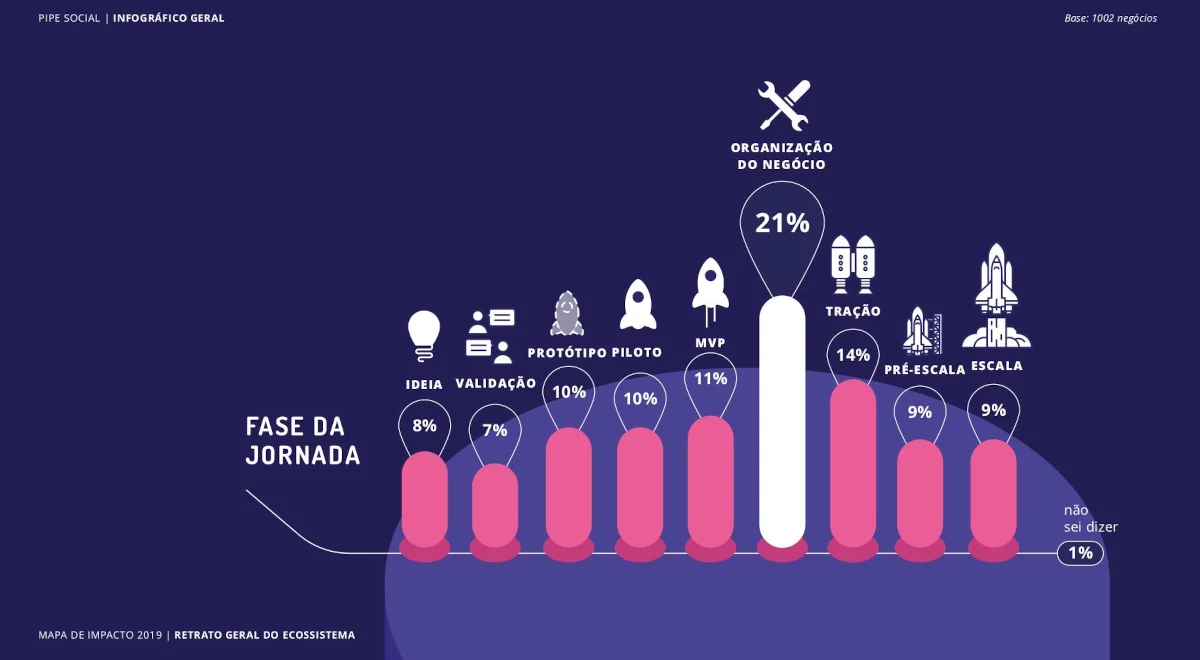 PIPE SOCIAL | INFOGRÁFICO GERAL
Base: 1002 negócios
ORGANIZAÇÃO
DO NEGÓCIO
21%
TRAÇÃO
14%
MVP
11%
PROTÓTIPO
10%
PILOTO
10%
PRÉ-ESCALA
9%
ESCALA
9%
IDEIA
8%
VALIDAÇÃO
7%
FASE DA
JORNADA
não
sei dizer
1%
MAPA DE IMPACTO 2019 | RETRATO GERAL DO ECOSSISTEMA